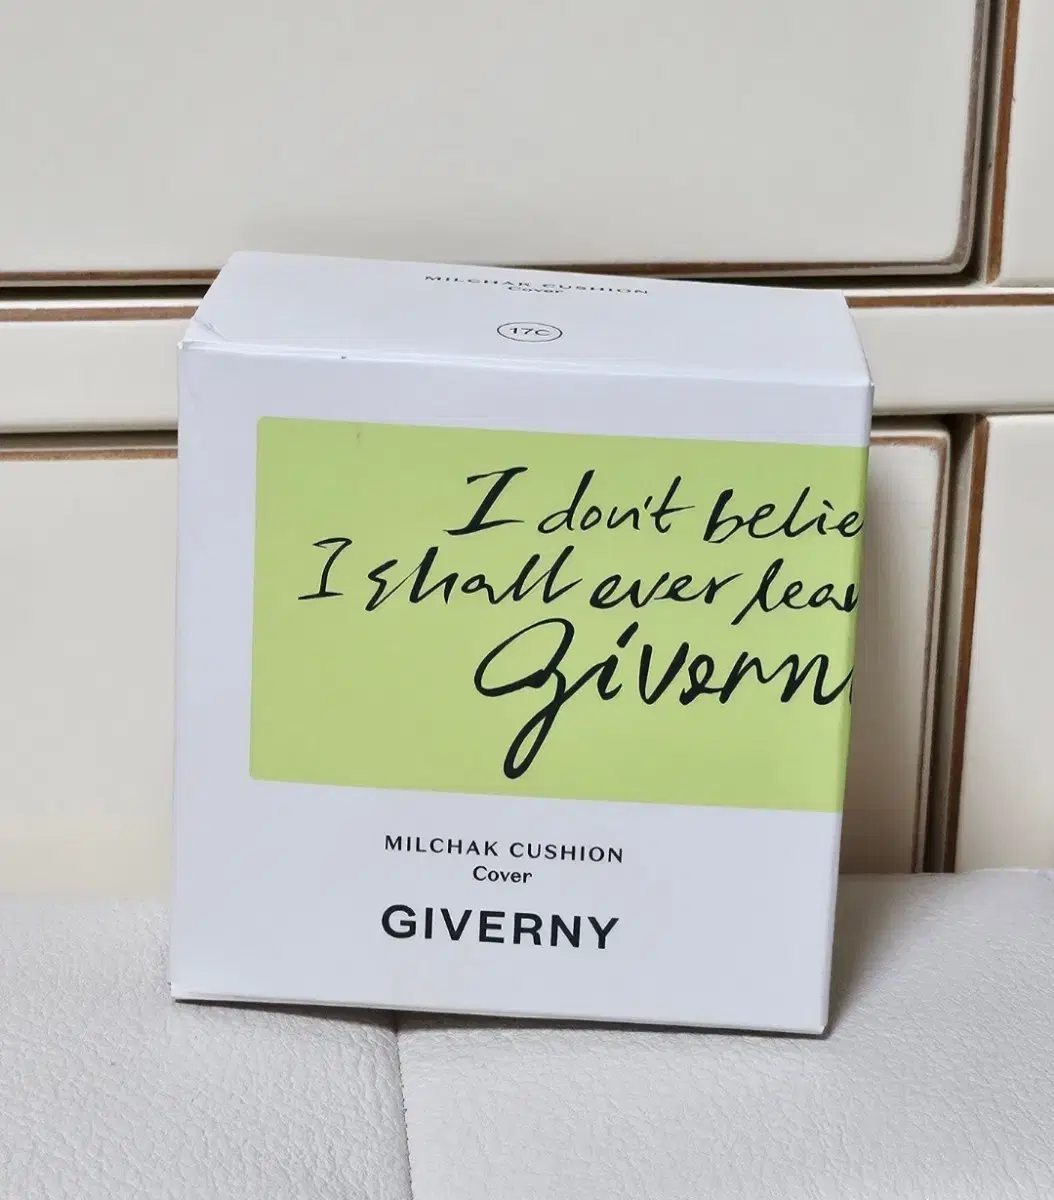 MILCHAK CUSHION
Cover
17C
I don't belie
I shall ever leav
Givern
MILCHAK CUSHION
Cover
GIVERNY